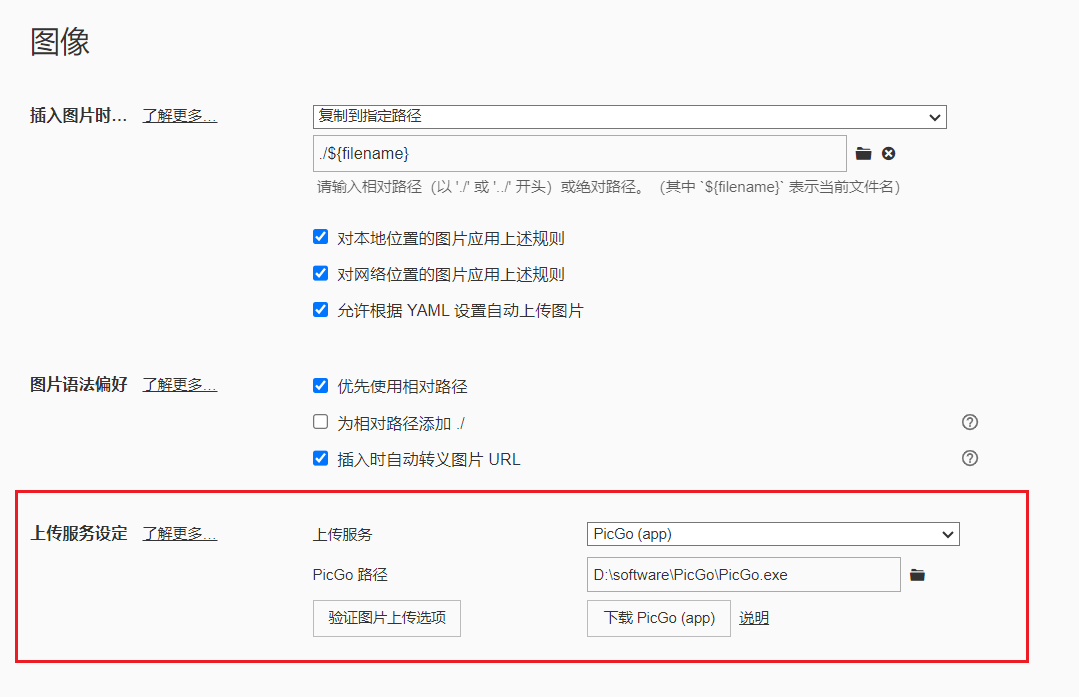 图像
插入图片时... 了解更多... 复制到指定路径
./${filename}
请输入相对路径（以 './' 或 '../' 开头）或绝对路径。（其中 `${filename}` 表示当前文件名）
对本地位置的图片应用上述规则
对网络位置的图片应用上述规则
允许根据 YAML 设置自动上传图片
图片语法偏好 了解更多... 优先使用相对路径
为相对路径添加 ./
插入时自动转义图片 URL
上传服务设定 了解更多... 上传服务 PicGo (app)
PicGo 路径 D:\software\PicGo\PicGo.exe
验证图片上传选项 下载 PicGo (app) 说明